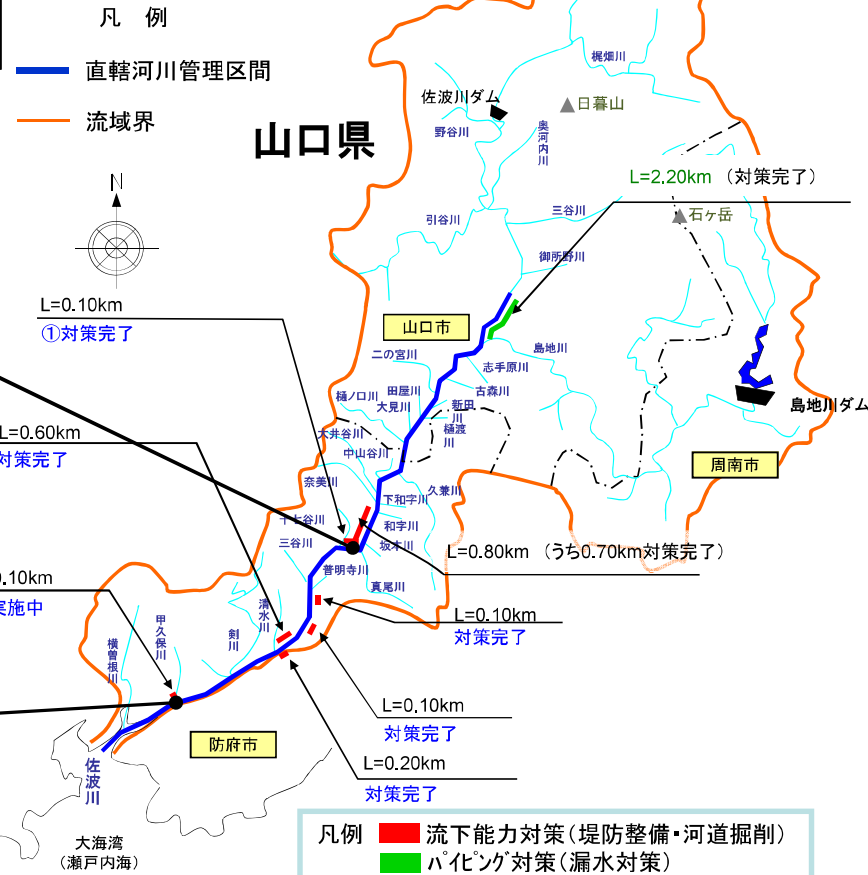 凡 例
直轄河川管理区間
流域界
山口県
N
梶畑川
佐波川ダム
日暮山
野谷川
奥河内川
L=2.20km (対策完了)
引谷川
三谷川
石ヶ岳
御所野川
L=0.10km
①対策完了
山口市
二の宮川
島地川
志手原川
田屋川
古森川
樋ノ口川
大見川
新田川
島地川ダム
樋渡川
L=0.60km
対策完了
大井谷川
中山谷川
周南市
奈美川
久兼川
下和字川
十七谷川
和字川
三谷川
坂本川
L=0.80km (うち0.70km対策完了)
普明寺川
0.10km
実施中
真尾川
清水川
L=0.10km
対策完了
甲久保川
剣川
横曽根川
L=0.10km
対策完了
防府市
佐波川
L=0.20km
対策完了
大海湾
(瀬戸内海)
凡例 流下能力対策(堤防整備・河道掘削)
パイピング対策(漏水対策)